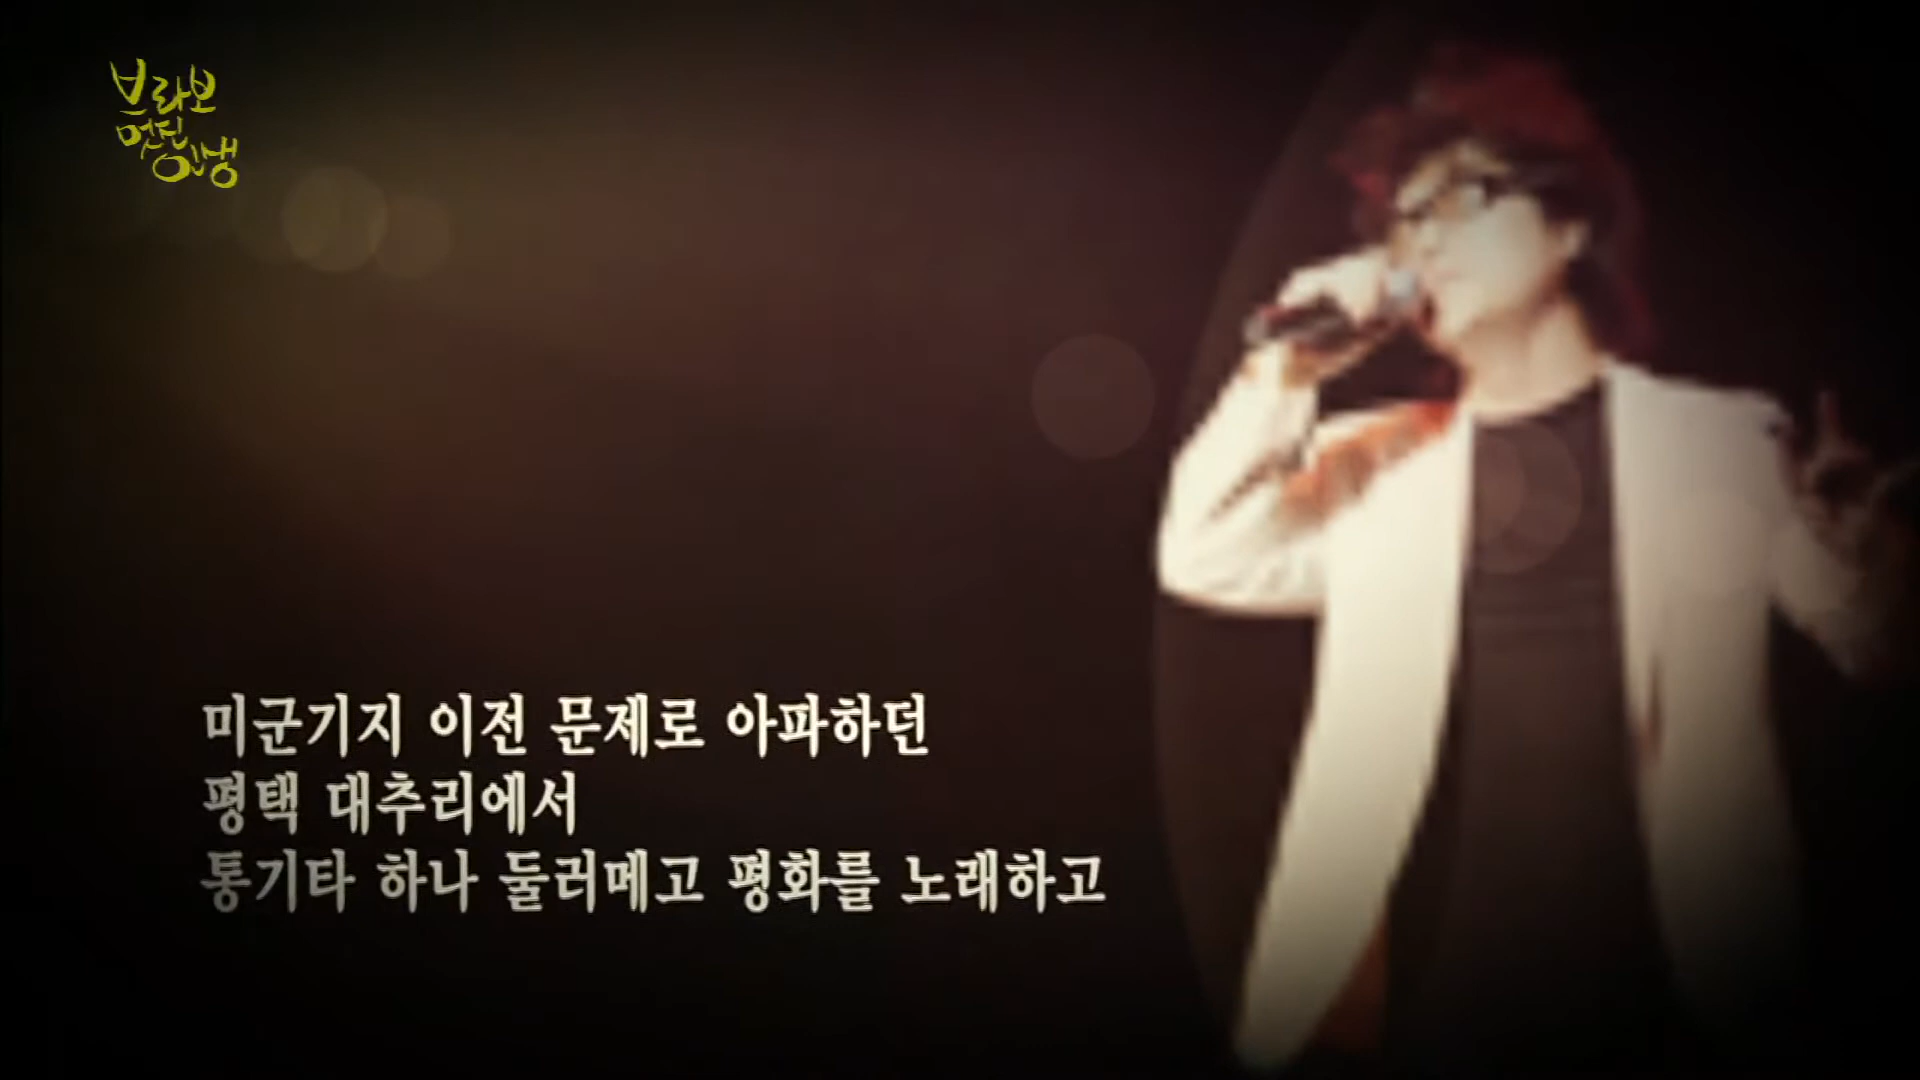 브라보
멋진
인생
미군기지 이전 문제로 아파하던
평택 대추리에서
통기타 하나 둘러메고 평화를 노래하고